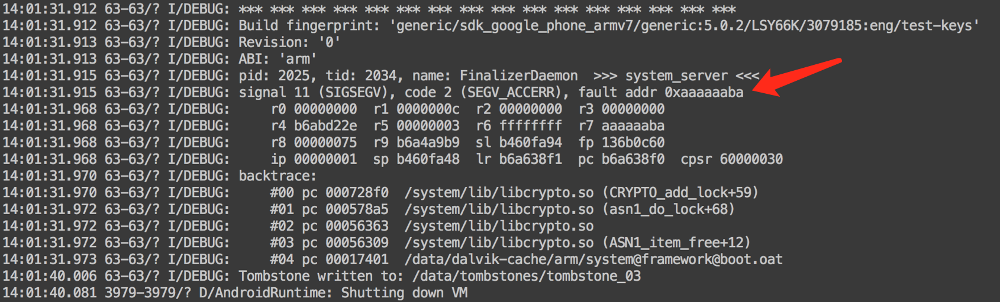 14:01:31.912 63-63/? I/DEBUG: *** *** *** *** *** *** *** *** *** *** *** *** *** *** *** ***
14:01:31.912 63-63/? I/DEBUG: Build fingerprint: 'generic/sdk_google_phone_armv7/generic:5.0.2/LSY66K/3079185:eng/test-keys'
14:01:31.913 63-63/? I/DEBUG: Revision: '0'
14:01:31.913 63-63/? I/DEBUG: ABI: 'arm'
14:01:31.915 63-63/? I/DEBUG: pid: 2025, tid: 2034, name: FinalizerDaemon  >>> system_server <<<
14:01:31.915 63-63/? I/DEBUG: signal 11 (SIGSEGV), code 2 (SEGV_ACCERR), fault addr 0xaaaaaaba
14:01:31.968 63-63/? I/DEBUG:     r0 00000000  r1 0000000c  r2 00000000  r3 00000000
14:01:31.968 63-63/? I/DEBUG:     r4 b6abd22e  r5 00000003  r6 ffffffff  r7 aaaaaaba
14:01:31.968 63-63/? I/DEBUG:     r8 00000075  r9 b6a4a9b9  sl b460fa94  fp 136b0c60
14:01:31.968 63-63/? I/DEBUG:     ip 00000001  sp b460fa48  lr b6a638f1  pc b6a638f0  cpsr 60000030
14:01:31.970 63-63/? I/DEBUG: backtrace:
14:01:31.970 63-63/? I/DEBUG:     #00 pc 000728f0  /system/lib/libcrypto.so (CRYPTO_add_lock+59)
14:01:31.972 63-63/? I/DEBUG:     #01 pc 000578a5  /system/lib/libcrypto.so (asn1_do_lock+68)
14:01:31.972 63-63/? I/DEBUG:     #02 pc 00056363  /system/lib/libcrypto.so
14:01:31.972 63-63/? I/DEBUG:     #03 pc 00056309  /system/lib/libcrypto.so (ASN1_item_free+12)
14:01:31.973 63-63/? I/DEBUG:     #04 pc 00017401  /data/dalvik-cache/arm/system@framework@boot.oat
14:01:40.006 63-63/? I/DEBUG: Tombstone written to: /data/tombstones/tombstone_03
14:01:40.081 3979-3979/? D/AndroidRuntime: Shutting down VM